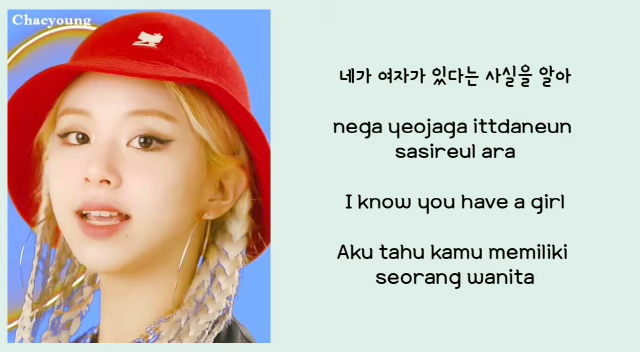 Chaeyoung
네가 여자가 있다는 사실을 알아
nega yeojaga ittdaneun
sasireul ara
I know you have a girl
Aku tahu kamu memiliki
seorang wanita